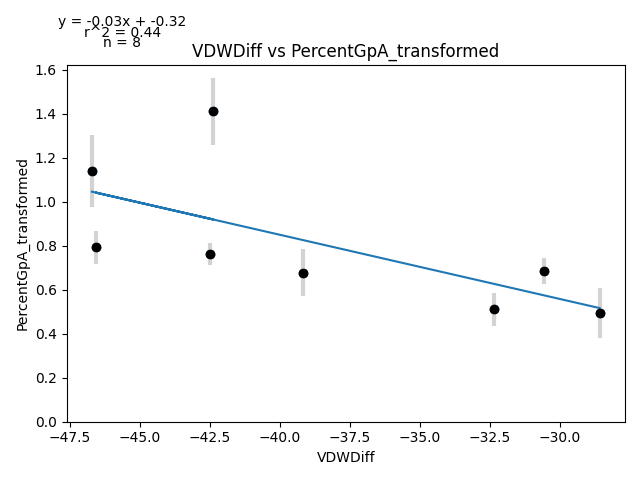 y = -0.03x + -0.32
r^2 = 0.44
n = 8
VDWDiff vs PercentGpA_transformed
1.6
1.4
1.2
1.0
0.8
0.6
0.4
0.2
0.0
PercentGpA_transformed
−47.5 −45.0 −42.5 −40.0 −37.5 −35.0 −32.5 −30.0
VDWDiff